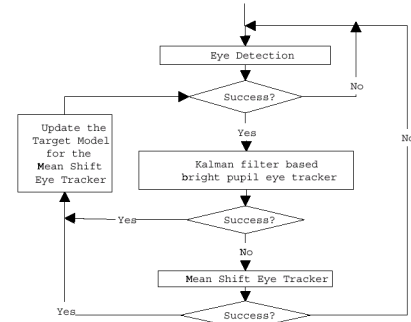 Eye Detection
Success?
No
Yes
Update the
Target Model
for the
Mean Shift
Eye Tracker
Kalman filter based
bright pupil eye tracker
Success?
Yes
No
Mean Shift Eye Tracker
Success?
Yes
No